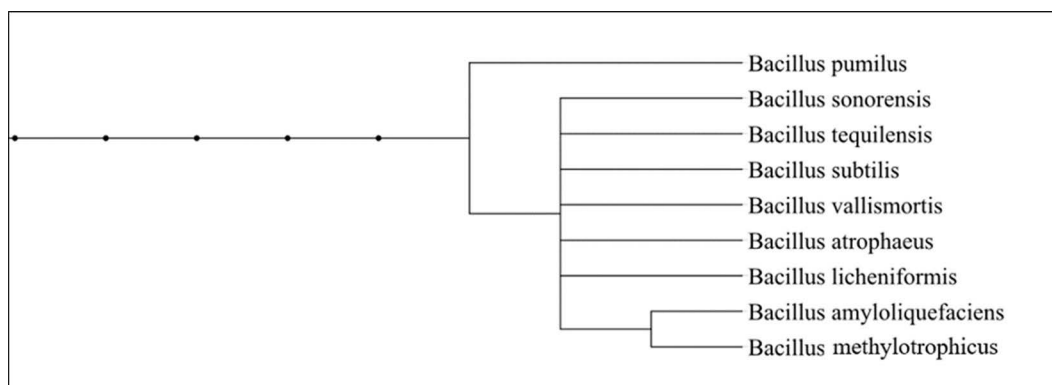 Bacillus pumilus
Bacillus sonorensis
Bacillus tequilensis
Bacillus subtilis
Bacillus vallismortis
Bacillus atrophaeus
Bacillus licheniformis
Bacillus amyloliquefaciens
Bacillus methylotrophicus